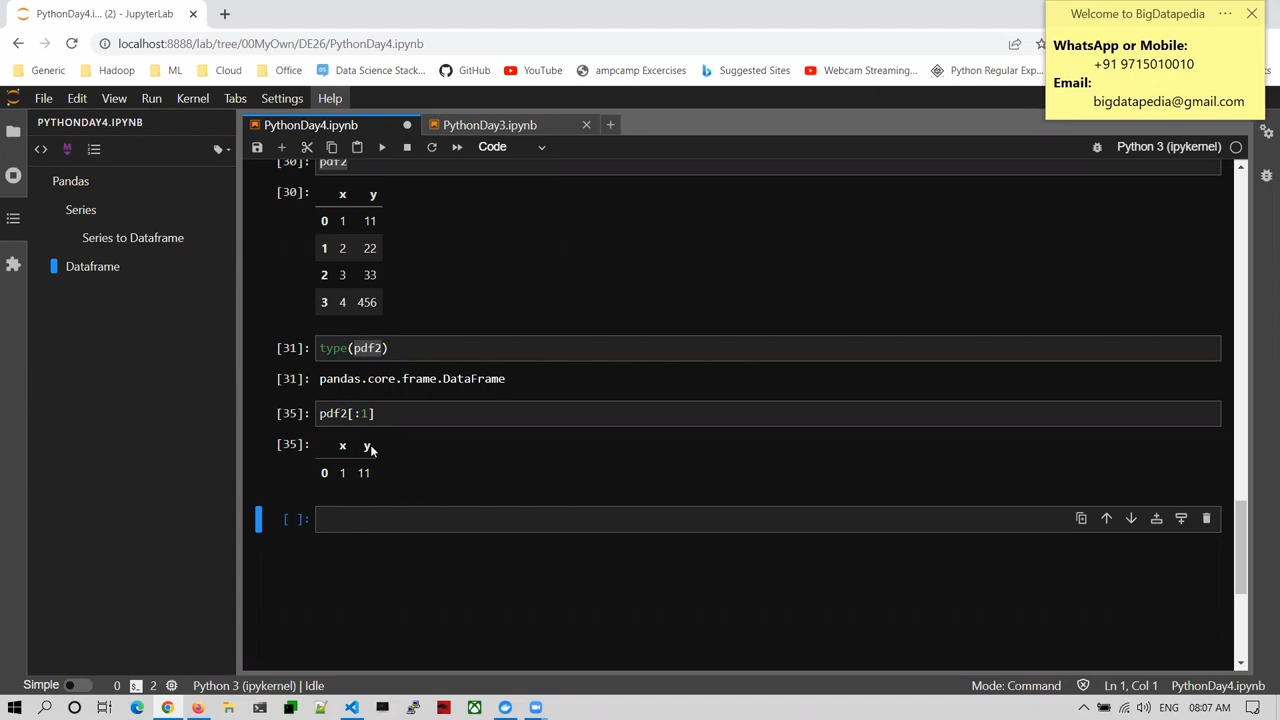 PythonDay4.i... (2) - JupyterLab
Welcome to BigDatapedia
localhost:8888/lab/tree/00MyOwn/DE26/PythonDay4.ipynb
WhatsApp or Mobile:
+91 9715010010
Email:
bigdatapedia@gmail.com
Generic Hadoop ML Cloud Office Data Science Stack... GitHub YouTube ampcamp Excercises Suggested Sites Webcam Streaming... Python Regular Exp...
File Edit View Run Kernel Tabs Settings Help
PYTHONDAY4.IPYNB
PythonDay4.ipynb PythonDay3.ipynb
Code Python 3 (ipykernel)
Pandas
Series
Series to Dataframe
Dataframe
[30]: pdf2
[30]: x y
0 1 11
1 2 22
2 3 33
3 4 456
[31]: type(pdf2)
[31]: pandas.core.frame.DataFrame
[35]: pdf2[:1]
[35]: x y
0 1 11
[ ]:
Simple 0 2 Python 3 (ipykernel) | Idle Mode: Command Ln 1, Col 1 PythonDay4.ipynb
ENG 08:07 AM